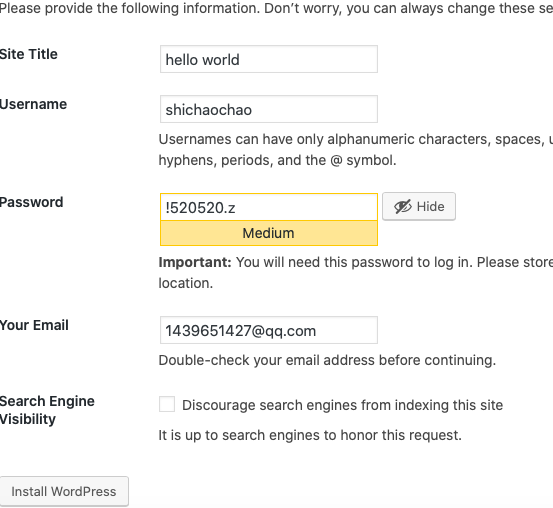 Please provide the following information. Don’t worry, you can always change these se
Site Title
hello world
Username
shichaochao
Usernames can have only alphanumeric characters, spaces, u
hyphens, periods, and the @ symbol.
Password
!520520.z
Hide
Medium
Important: You will need this password to log in. Please store
location.
Your Email
1439651427@qq.com
Double-check your email address before continuing.
Search Engine
Visibility
Discourage search engines from indexing this site
It is up to search engines to honor this request.
Install WordPress